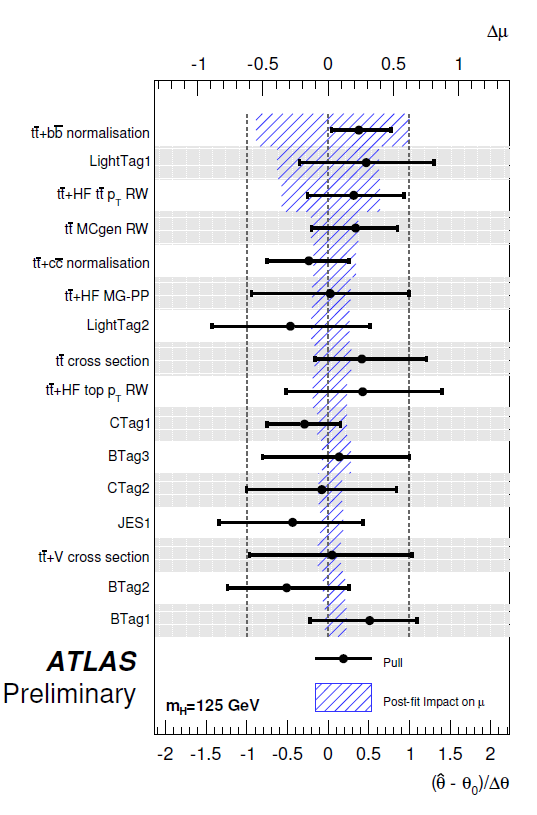 Δμ
-1 -0.5 0 0.5 1
tt̅+bb̅ normalisation
LightTag1
tt̅+HF tt̅ pT RW
tt̅ MCgen RW
tt̅+cc̅ normalisation
tt̅+HF MG-PP
LightTag2
tt̅ cross section
tt̅+HF top pT RW
CTag1
BTag3
CTag2
JES1
tt̅+V cross section
BTag2
BTag1
ATLAS
Preliminary
Pull
Post-fit Impact on μ
mH=125 GeV
-2 -1.5 -1 -0.5 0 0.5 1 1.5 2
(θ̂ - θ0)/Δθ